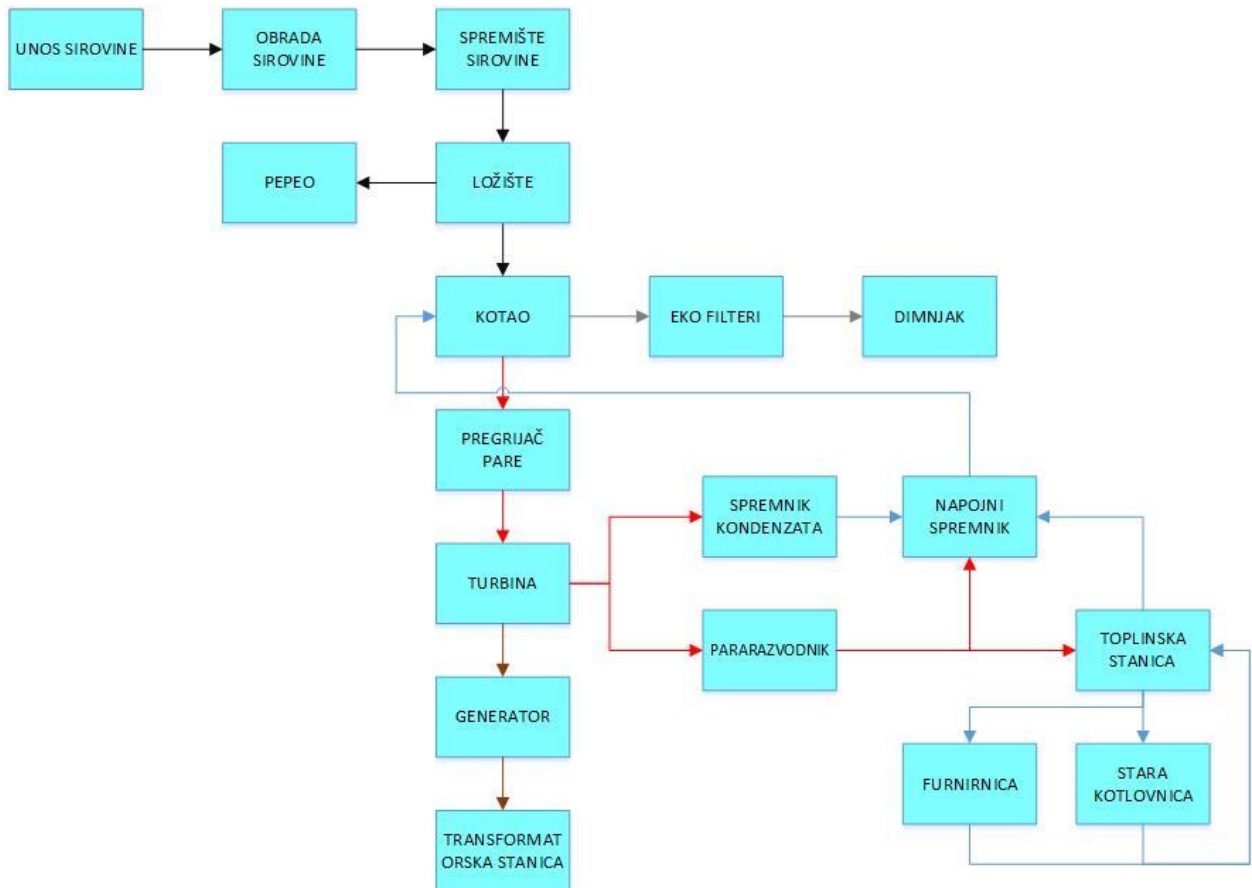 UNOS SIROVINE
OBRADA
SIROVINE
SPREMIŠTE
SIROVINE
PEPEO
LOŽIŠTE
KOTAO
EKO FILTERI
DIMNJAK
PREGRIJAČ
PARE
SPREMNIK
KONDENZATA
NAPOJNI
SPREMNIK
TURBINA
PARARAZVODNIK
TOPLINSKA
STANICA
GENERATOR
FURNIRNICA
STARA
KOTLOVNICA
TRANSFORMAT
ORSKA STANICA